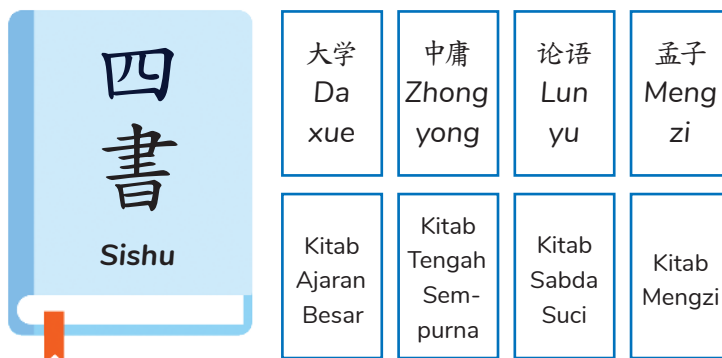 四
書
Sishu
大学
Da
xue
中庸
Zhong
yong
论语
Lun
yu
孟子
Meng
zi
Kitab
Ajaran
Besar
Kitab
Tengah
Sem-
purna
Kitab
Sabda
Suci
Kitab
Mengzi